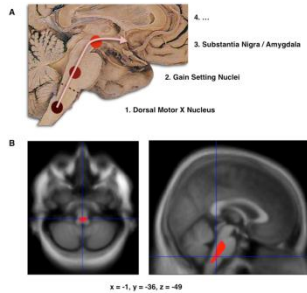 A
4. ...
3. Substantia Nigra / Amygdala
2. Gain Setting Nuclei
1. Dorsal Motor X Nucleus
B
x = -1, y = -36, z = -49